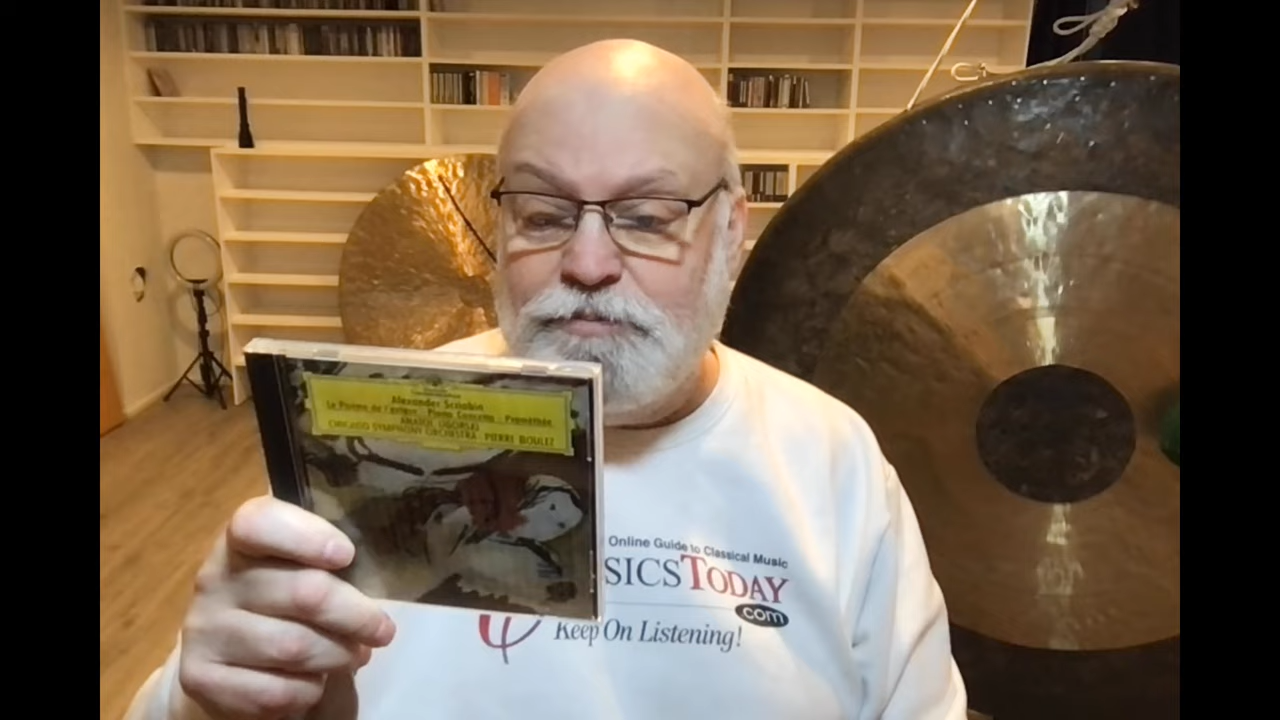 Alexander Scriabin
Le Poème de l'extase · Piano Concerto · Prométhée
ANATOL UGORSKI
CHICAGO SYMPHONY ORCHESTRA · PIERRE BOULEZ
Online Guide to Classical Music
SICSTODAY
com
Keep On Listening!